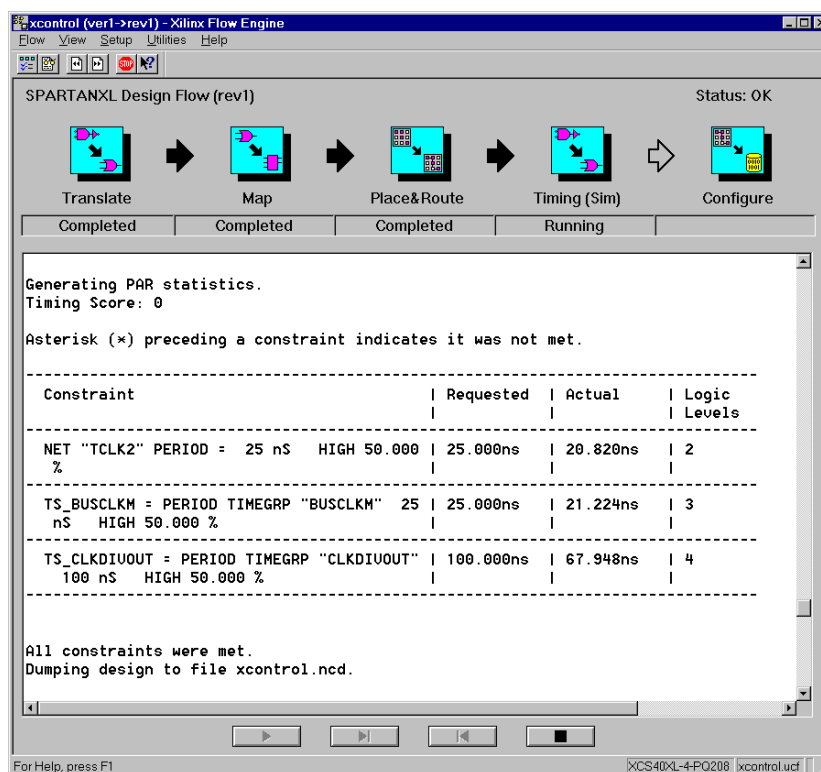 xcontrol (ver1->rev1) - Xilinx Flow Engine
Flow View Setup Utilities Help
STOP
SPARTANXL Design Flow (rev1) Status: OK
Translate Map Place&Route Timing (Sim) Configure
Completed Completed Completed Running
Generating PAR statistics.
Timing Score: 0
Asterisk (*) preceding a constraint indicates it was not met.
--------------------------------------------------------------------------------
Constraint | Requested | Actual | Logic
| | | Levels
--------------------------------------------------------------------------------
NET "TCLK2" PERIOD = 25 nS HIGH 50.000 | 25.000ns | 20.820ns | 2
% | | |
--------------------------------------------------------------------------------
TS_BUSCLKM = PERIOD TIMEGRP "BUSCLKM" 25 | 25.000ns | 21.224ns | 3
nS HIGH 50.000 % | | |
--------------------------------------------------------------------------------
TS_CLKDIVOUT = PERIOD TIMEGRP "CLKDIVOUT" | 100.000ns | 67.948ns | 4
100 nS HIGH 50.000 % | | |
--------------------------------------------------------------------------------
All constraints were met.
Dumping design to file xcontrol.ncd.
For Help, press F1 XCS40XL-4-PQ208 xcontrol.ucf